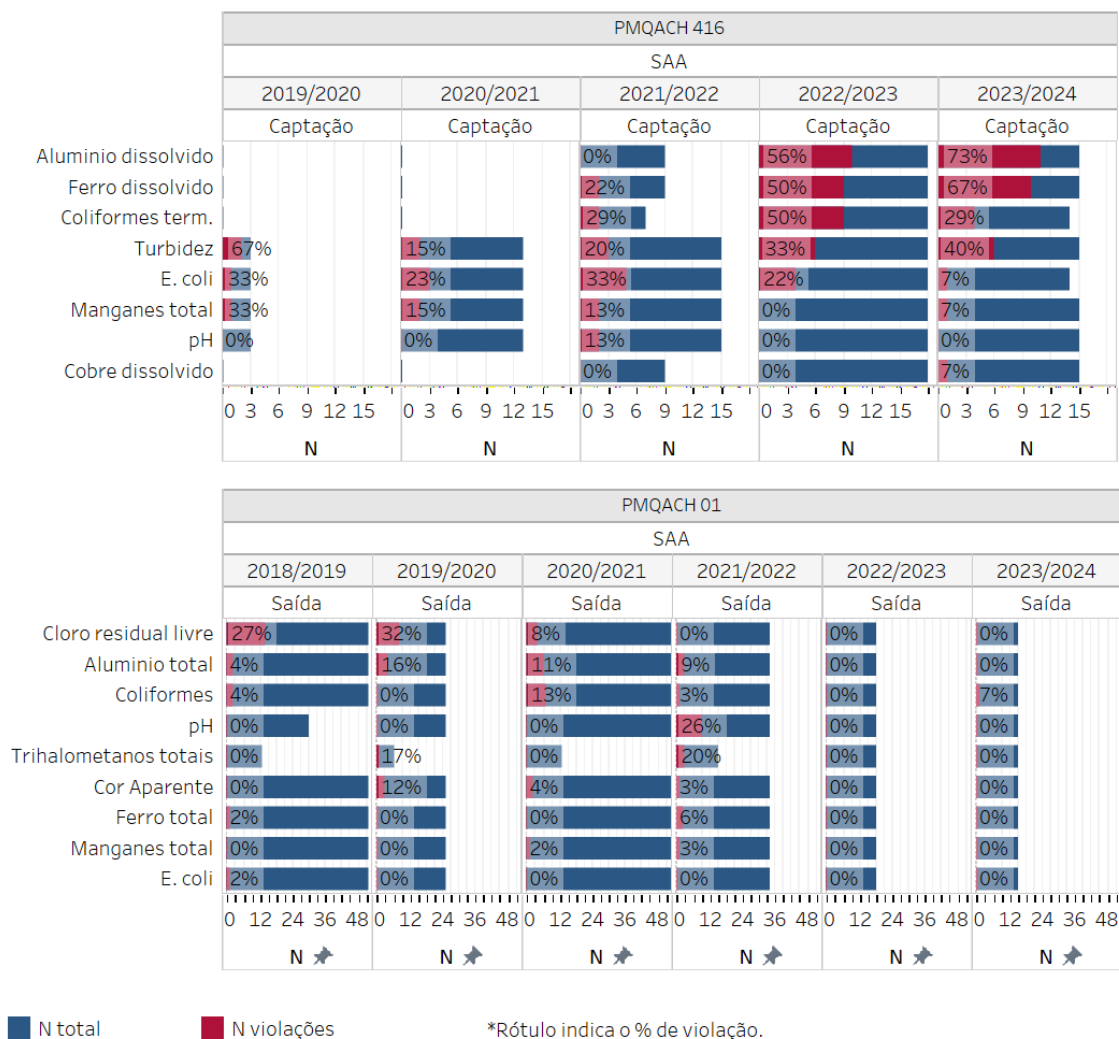 PMQACH 416
SAA
2019/2020 2020/2021 2021/2022 2022/2023 2023/2024
Captação Captação Captação Captação Captação
Aluminio dissolvido 0% 56% 73%
Ferro dissolvido 22% 50% 67%
Coliformes term. 29% 50% 29%
Turbidez 67% 15% 20% 33% 40%
E. coli 33% 23% 33% 22% 7%
Manganes total 33% 15% 13% 0% 7%
pH 0% 0% 13% 0% 0%
Cobre dissolvido 0% 0% 7%
0 3 6 9 12 15 0 3 6 9 12 15 0 3 6 9 12 15 0 3 6 9 12 15 0 3 6 9 12 15
N N N N N
PMQACH 01
SAA
2018/2019 2019/2020 2020/2021 2021/2022 2022/2023 2023/2024
Saída Saída Saída Saída Saída Saída
Cloro residual livre 27% 32% 8% 0% 0% 0%
Aluminio total 4% 16% 11% 9% 0% 0%
Coliformes 4% 0% 13% 3% 0% 7%
pH 0% 0% 0% 26% 0% 0%
Trihalometanos totais 0% 17% 0% 20% 0% 0%
Cor Aparente 0% 12% 4% 3% 0% 0%
Ferro total 2% 0% 0% 6% 0% 0%
Manganes total 0% 0% 2% 3% 0% 0%
E. coli 2% 0% 0% 0% 0% 0%
0 12 24 36 48 0 12 24 36 48 0 12 24 36 48 0 12 24 36 48 0 12 24 36 48 0 12 24 36 48
N N N N N N
N total N violações *Rótulo indica o % de violação.